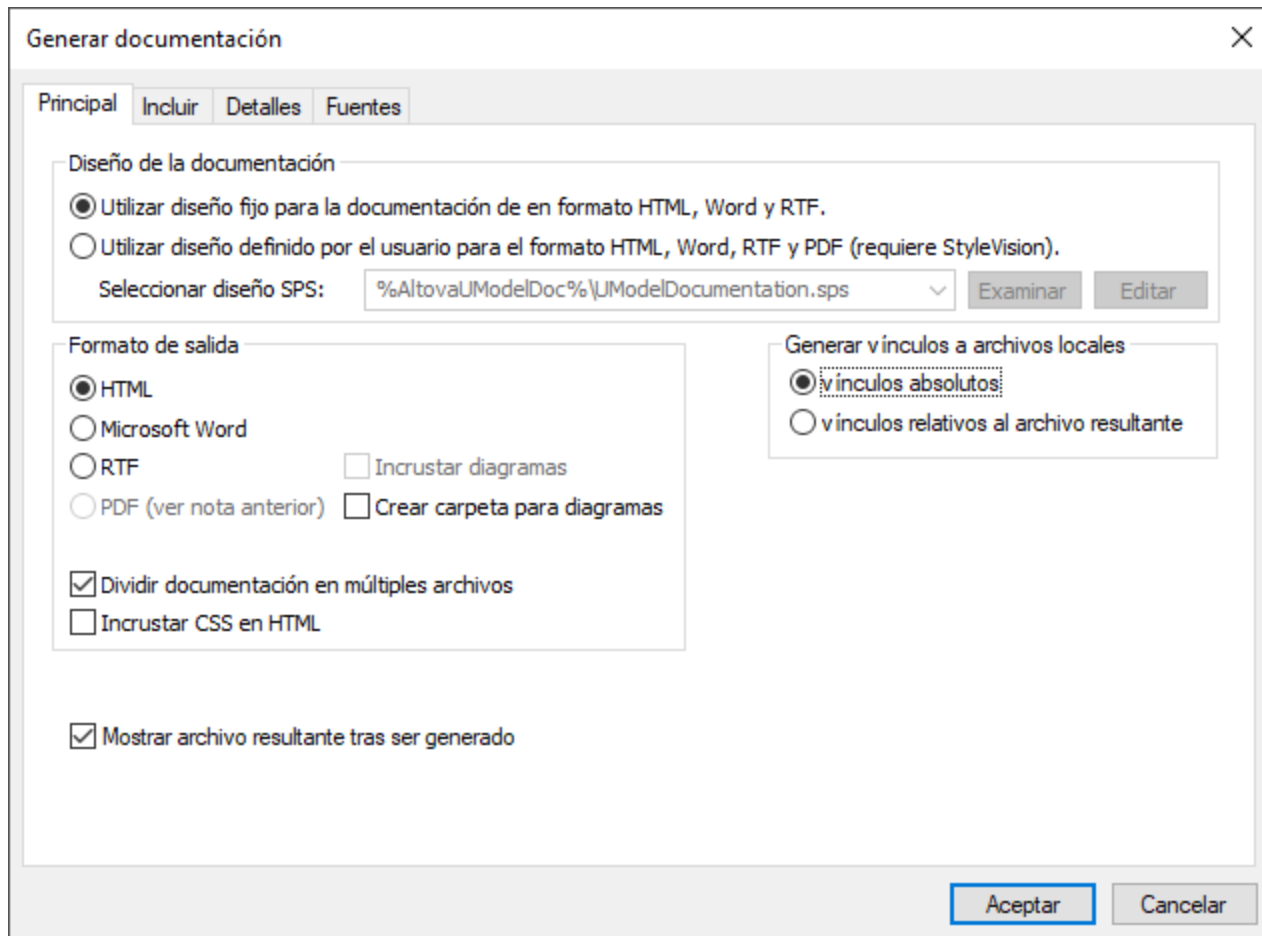 Generar documentación
Principal
Incluir
Detalles
Fuentes
Diseño de la documentación
Utilizar diseño fijo para la documentación de en formato HTML, Word y RTF.
Utilizar diseño definido por el usuario para el formato HTML, Word, RTF y PDF (requiere StyleVision).
Seleccionar diseño SPS: %AltovaUModelDoc%\UModelDocumentation.sps Examinar Editar
Formato de salida
HTML
Microsoft Word
RTF
Incrustar diagramas
PDF (ver nota anterior)
Crear carpeta para diagramas
Dividir documentación en múltiples archivos
Incrustar CSS en HTML
Generar vínculos a archivos locales
vínculos absolutos
vínculos relativos al archivo resultante
Mostrar archivo resultante tras ser generado
Aceptar
Cancelar